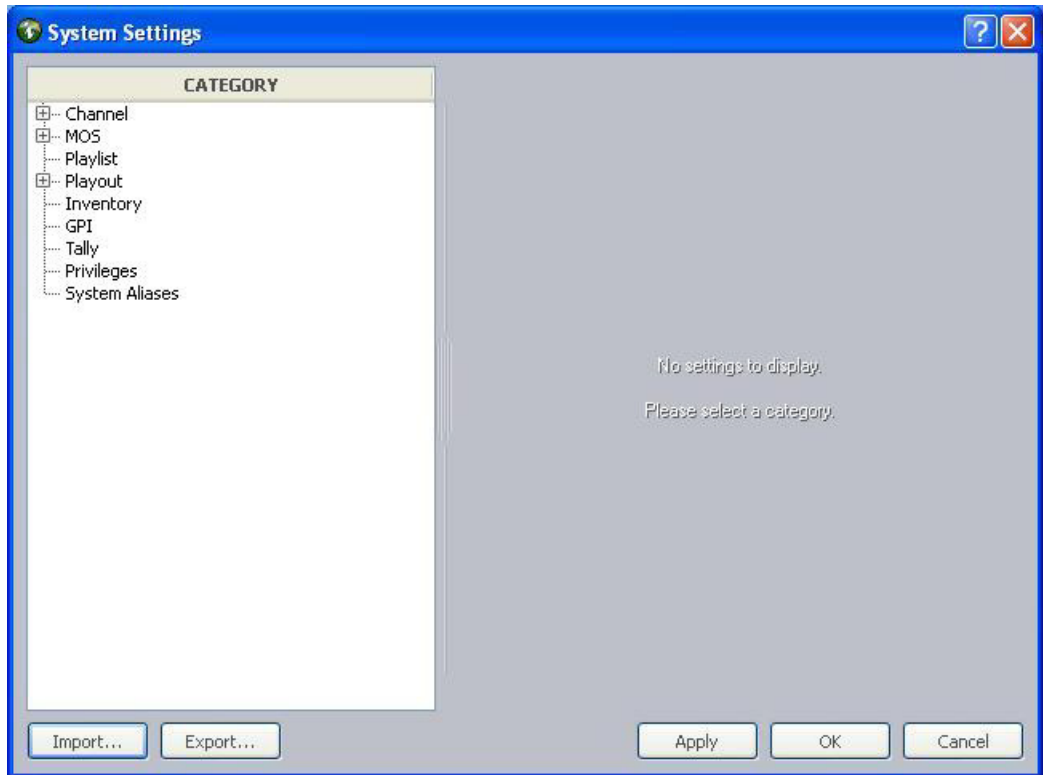 System Settings
?
CATEGORY
Channel
MOS
Playlist
Playout
Inventory
GPI
Tally
Privileges
System Aliases
No settings to display.
Please select a category.
Import... Export... Apply OK Cancel